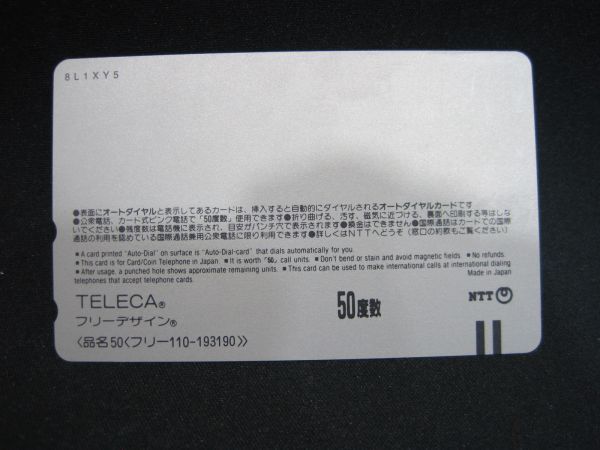 8L1XY5
●表面にオートダイヤルと表示してあるカードは、挿入すると自動的にダイヤルされるオートダイヤルカードです
●公衆電話、カード式ピンク電話で「50度数」使用できます●折り曲げる、汚す、磁気に近づける、裏面へ印刷する等はしな
いでください●残度数は電話機に表示され、目安がパンチ穴で表示されます●換金はできません●国際通話はカードでの国際
通話の利用を認めている国際通話兼用公衆電話に限り利用できます●詳しくはNTTへどうぞ（窓口の約款もご覧ください）
■A card printed "Auto-Dial" on surface is "Auto-Dial-card" that dials automatically for you.
■This card is for Card/Coin Telephone in Japan. ■It is worth "50" call units. ■Don't bend or stain and avoid magnetic fields. ■No refunds.
■After usage, a punched hole shows approximate remaining units. ■This card can be used to make international calls at international dialing
telephones that accept telephone cards.
Made in Japan
TELECA®
フリーデザイン®
〈品名50〈フリー110-193190〉〉
50度数
NTT